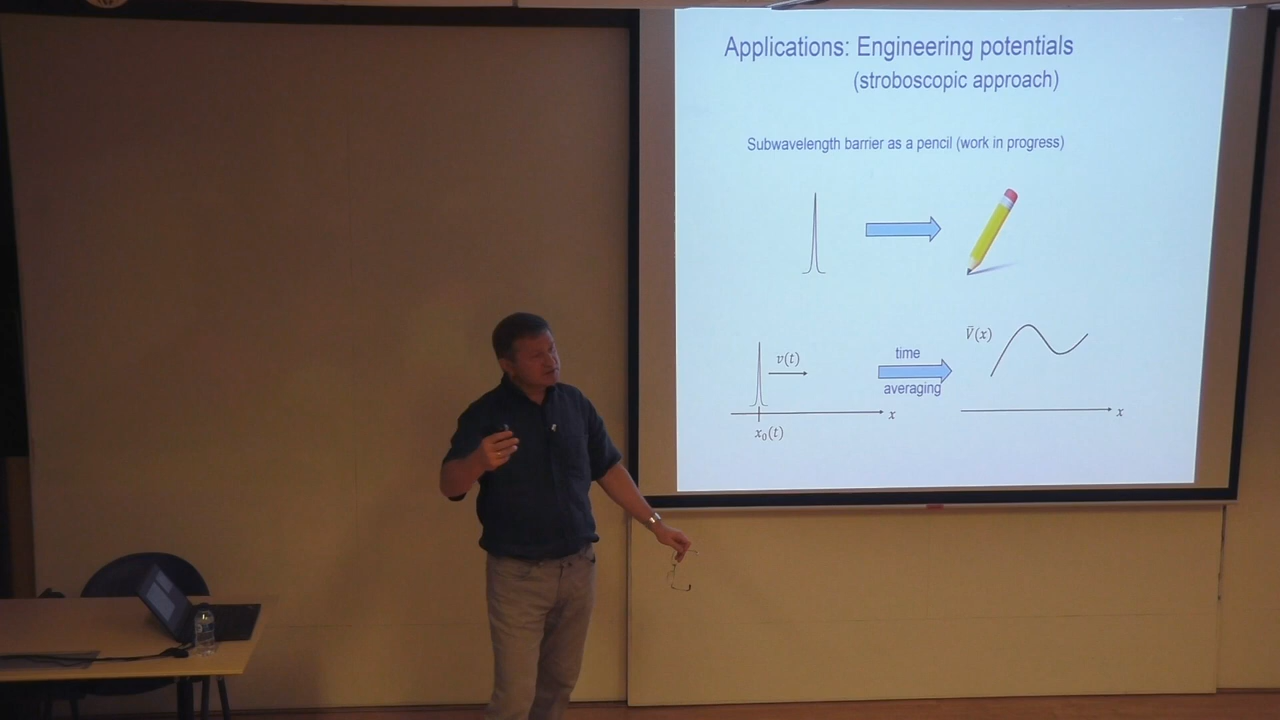 Applications: Engineering potentials
(stroboscopic approach)
Subwavelength barrier as a pencil (work in progress)
V̄(x)
v(t)
time
averaging
x
x
x₀(t)